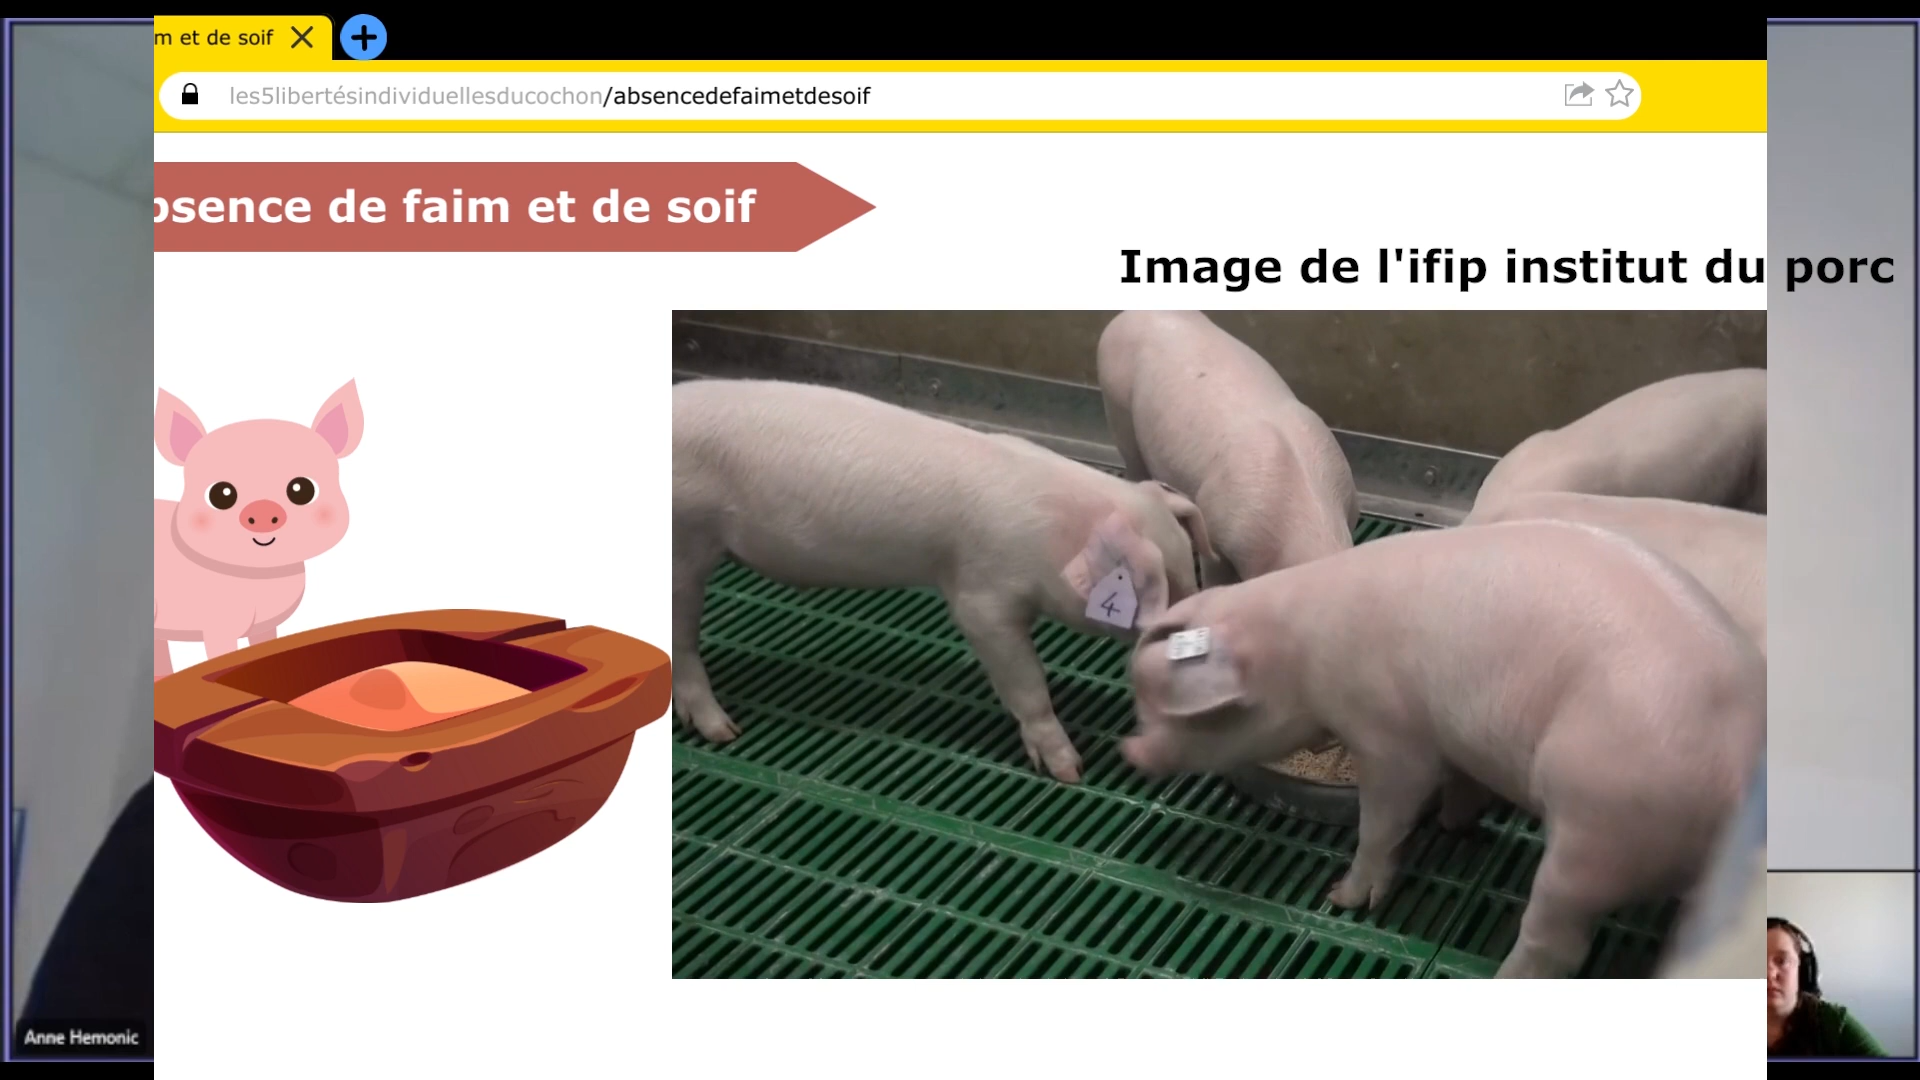 m et de soif
les5libertésindividuellesducochon/absencedefaimetdesoif
bsence de faim et de soif
Image de l'ifip institut du porc
4
Anne Hemonic